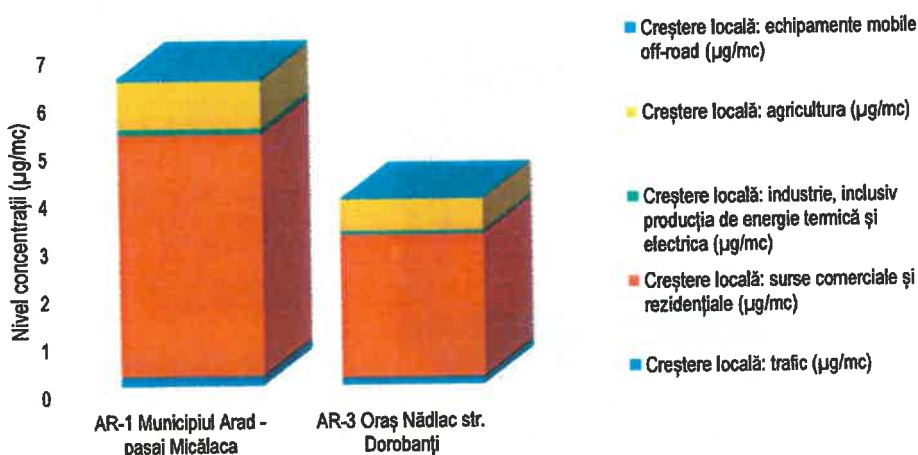 7
6
5
4
3
2
1
0
Nivel concentrații (µg/mc)
AR-1 Municipiul Arad -
pasaj Micălaca
AR-3 Oraș Nădlac str.
Dorobanți
Creștere locală: echipamente mobile
off-road (µg/mc)
Creștere locală: agricultura (µg/mc)
Creștere locală: industrie, inclusiv
producția de energie termică și
electrica (µg/mc)
Creștere locală: surse comerciale și
rezidențiale (µg/mc)
Creștere locală: trafic (µg/mc)